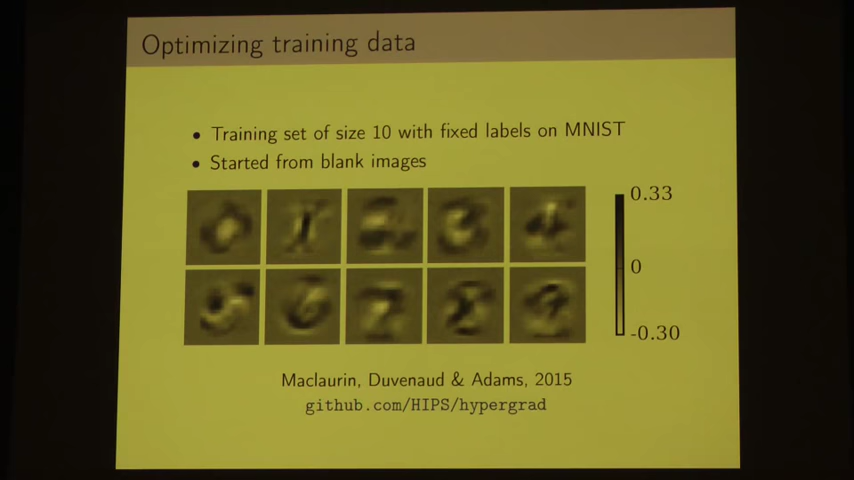 Optimizing training data
• Training set of size 10 with fixed labels on MNIST
• Started from blank images
0.33
0
-0.30
Maclaurin, Duvenaud & Adams, 2015
github.com/HIPS/hypergrad